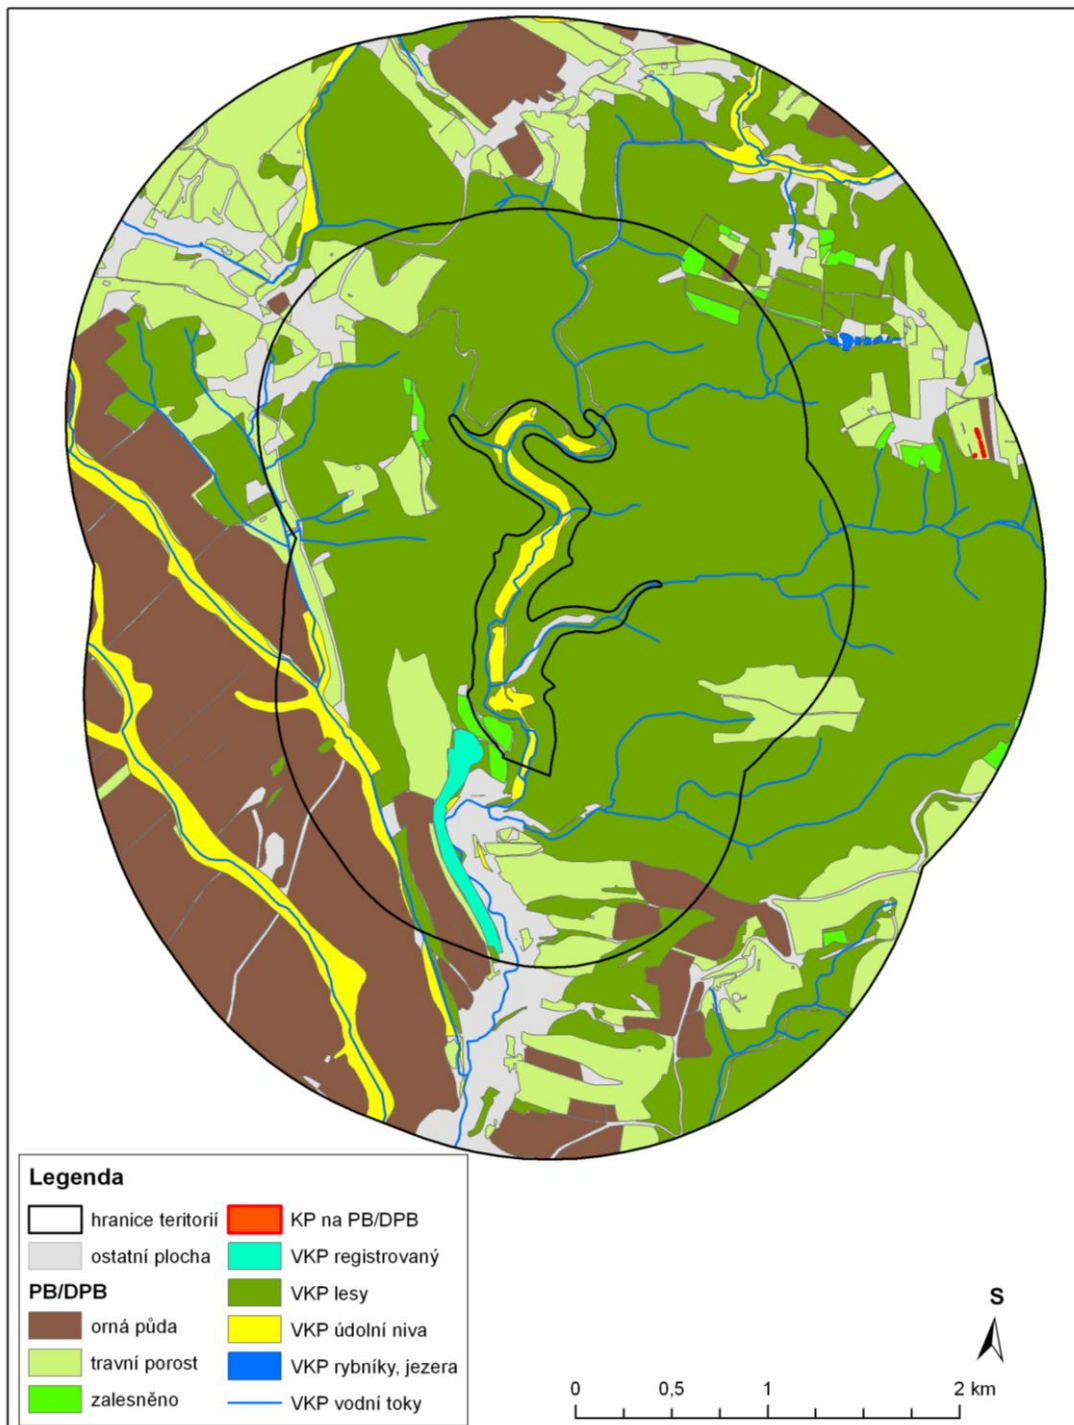 Legenda
hranice teritorií
ostatní plocha
PB/DPB
orná půda
travní porost
zalesněno
KP na PB/DPB
VKP registrovaný
VKP lesy
VKP údolní niva
VKP rybníky, jezera
VKP vodní toky
S
0 0,5 1 2 km